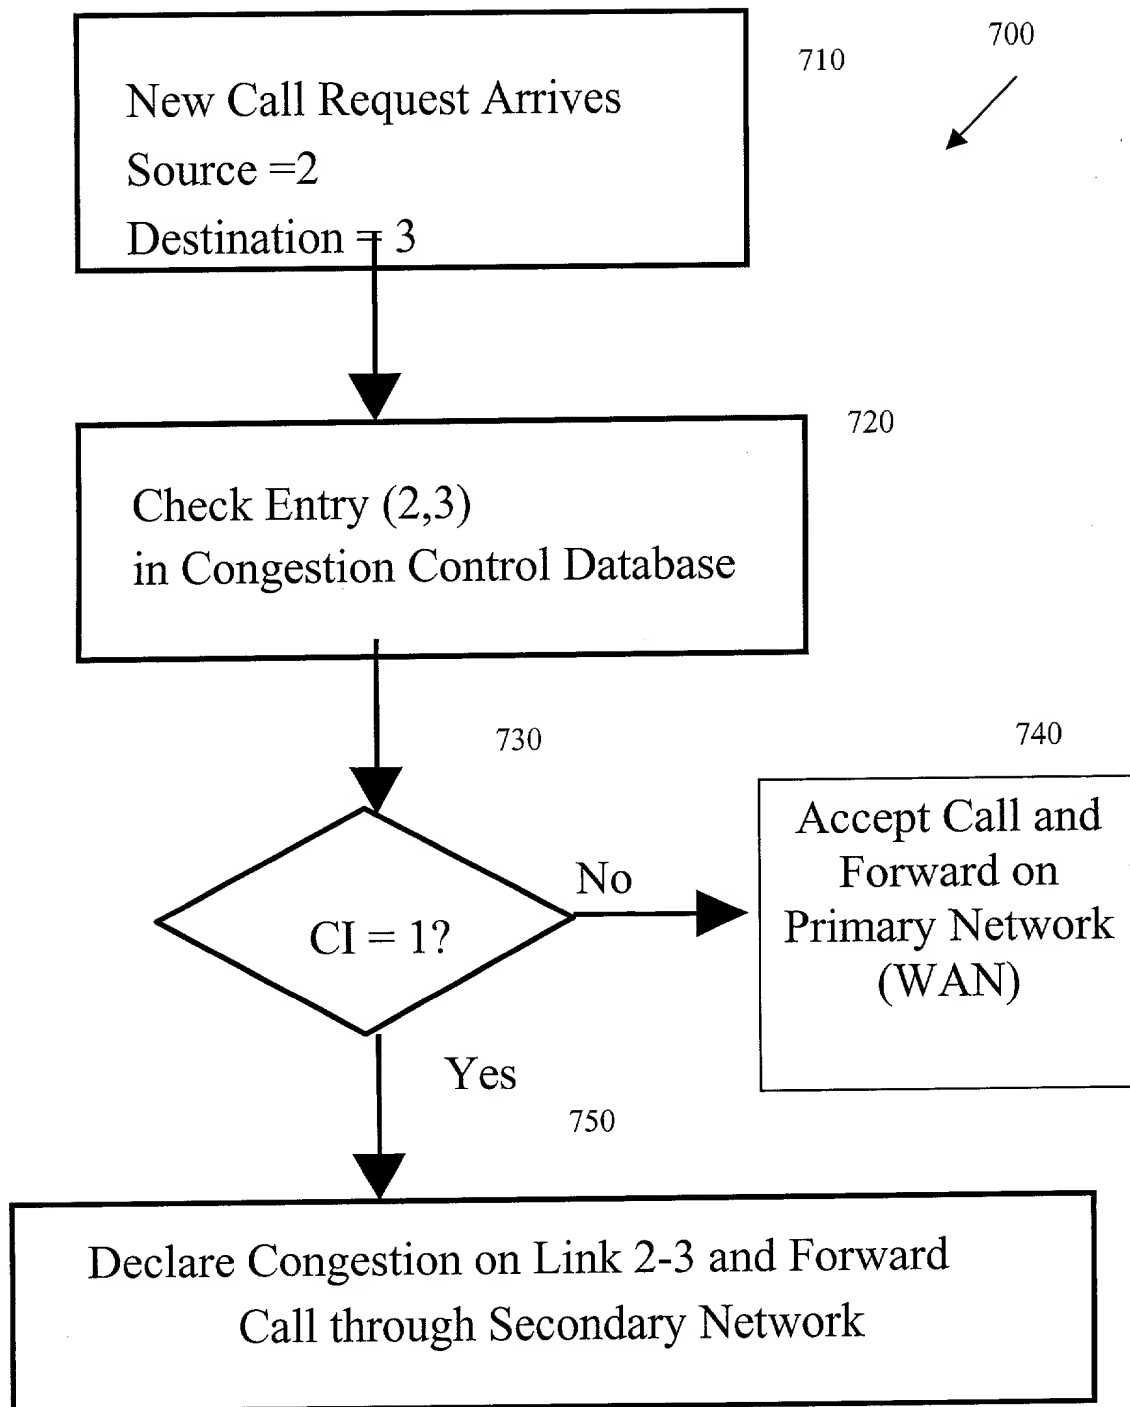 700
710
New Call Request Arrives
Source =2
Destination = 3
720
Check Entry (2,3)
in Congestion Control Database
730
740
CI = 1?
No
Accept Call and
Forward on
Primary Network
(WAN)
Yes
750
Declare Congestion on Link 2-3 and Forward
Call through Secondary Network